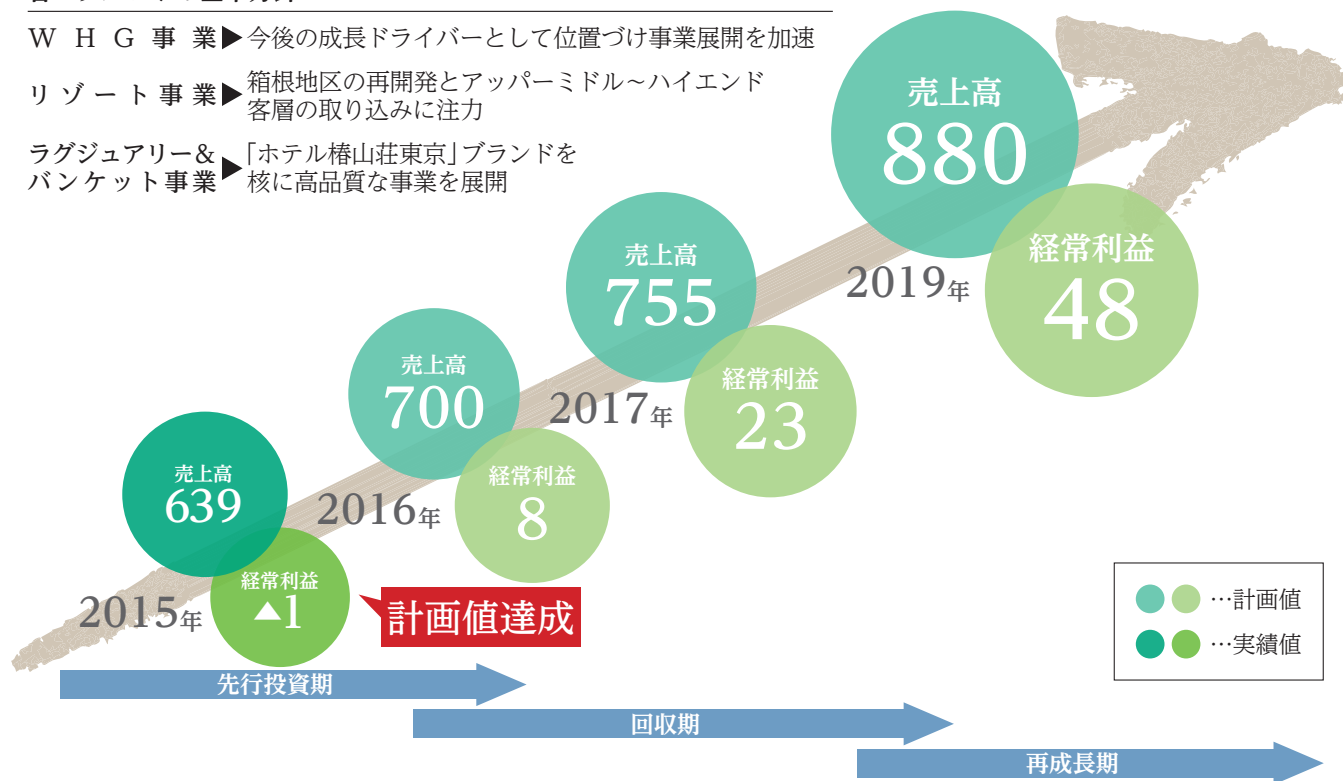 WHG事業▶今後の成長ドライバーとして位置づけ事業展開を加速
リゾート事業▶箱根地区の再開発とアッパーミドル～ハイエンド
客層の取り込みに注力
ラグジュアリー&
バンケット事業▶「ホテル椿山荘東京」ブランドを
核に高品質な事業を展開
売上高
880
経常利益
48
2019年
売上高
755
経常利益
23
2017年
売上高
700
経常利益
8
2016年
売上高
639
経常利益
▲1
2015年
計画値達成
…計画値
…実績値
先行投資期
回収期
再成長期